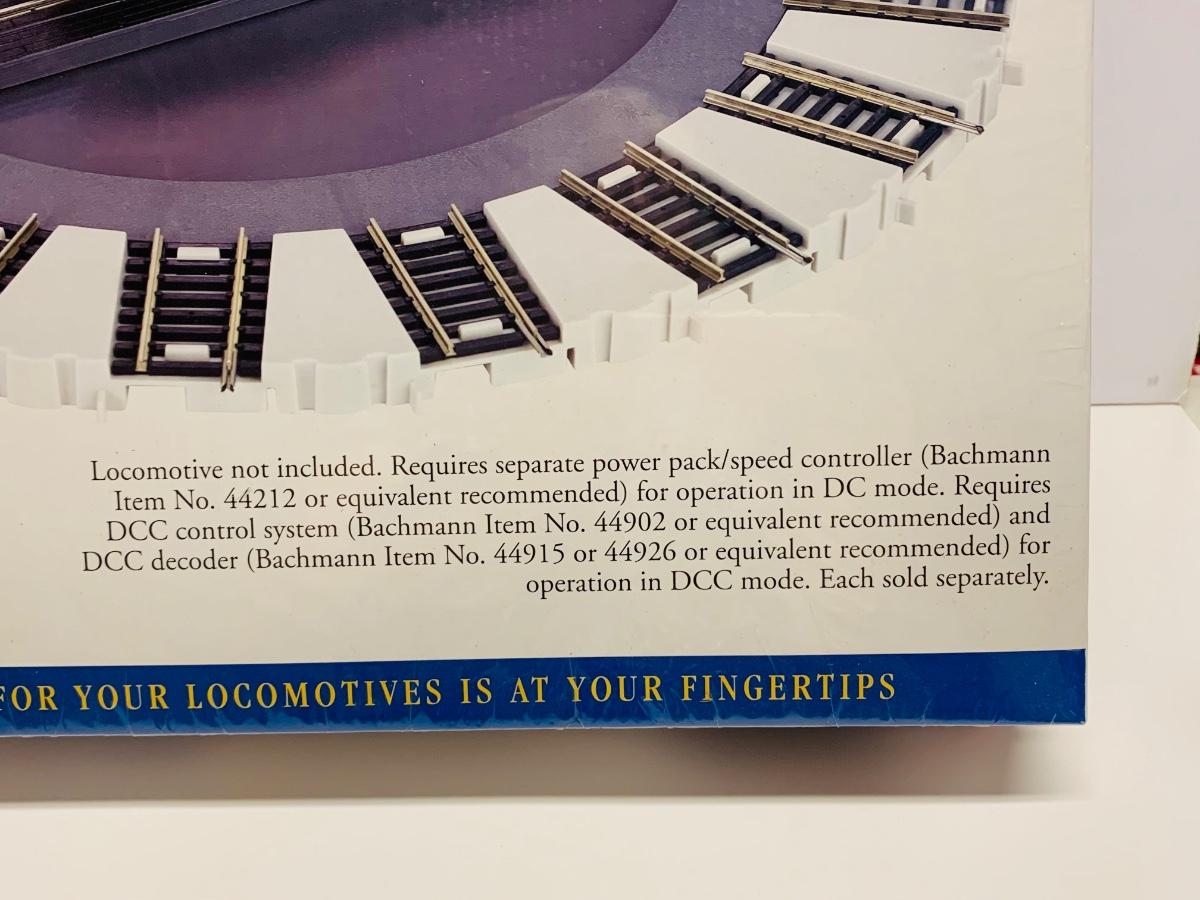 Locomotive not included. Requires separate power pack/speed controller (Bachmann
Item No. 44212 or equivalent recommended) for operation in DC mode. Requires
DCC control system (Bachmann Item No. 44902 or equivalent recommended) and
DCC decoder (Bachmann Item No. 44915 or 44926 or equivalent recommended) for
operation in DCC mode. Each sold separately.
FOR YOUR LOCOMOTIVES IS AT YOUR FINGERTIPS